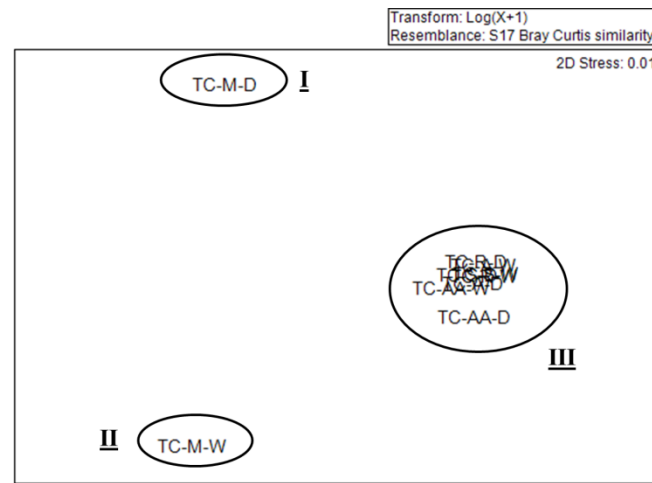 Transform: Log(X+1)
Resemblance: S17 Bray Curtis similarity
2D Stress: 0.01
TC-M-D
I
TC-R-D
TC-AA-W
TC-AA-D
III
II
TC-M-W